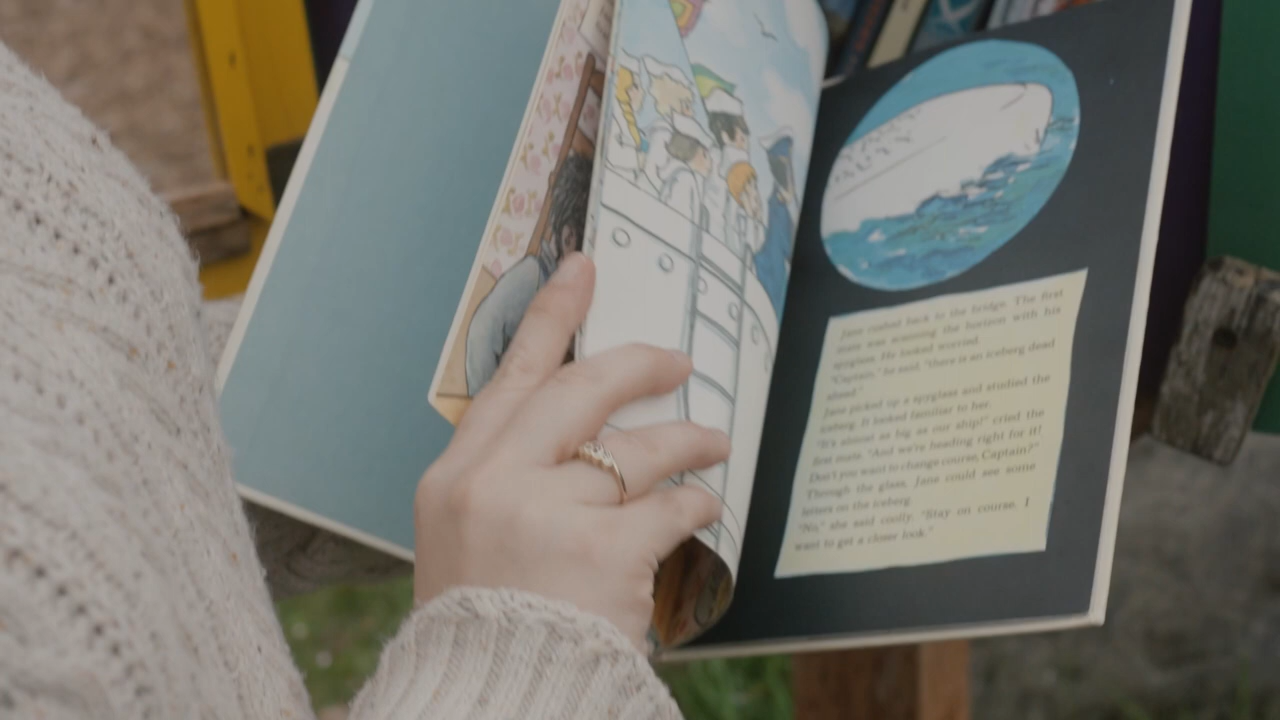 Jane rushed back to the bridge. The first
mate was scanning the horizon with his
spyglass. He looked worried.
"Captain," he said, "there is an iceberg dead
ahead."
Jane picked up a spyglass and studied the
iceberg. It looked familiar to her.
"It's almost as big as our ship!" cried the
first mate. "And we're heading right for it!
Don't you want to change course, Captain?"
Through the glass, Jane could see some
letters on the iceberg.
"No," she said coolly. "Stay on course. I
want to get a closer look."